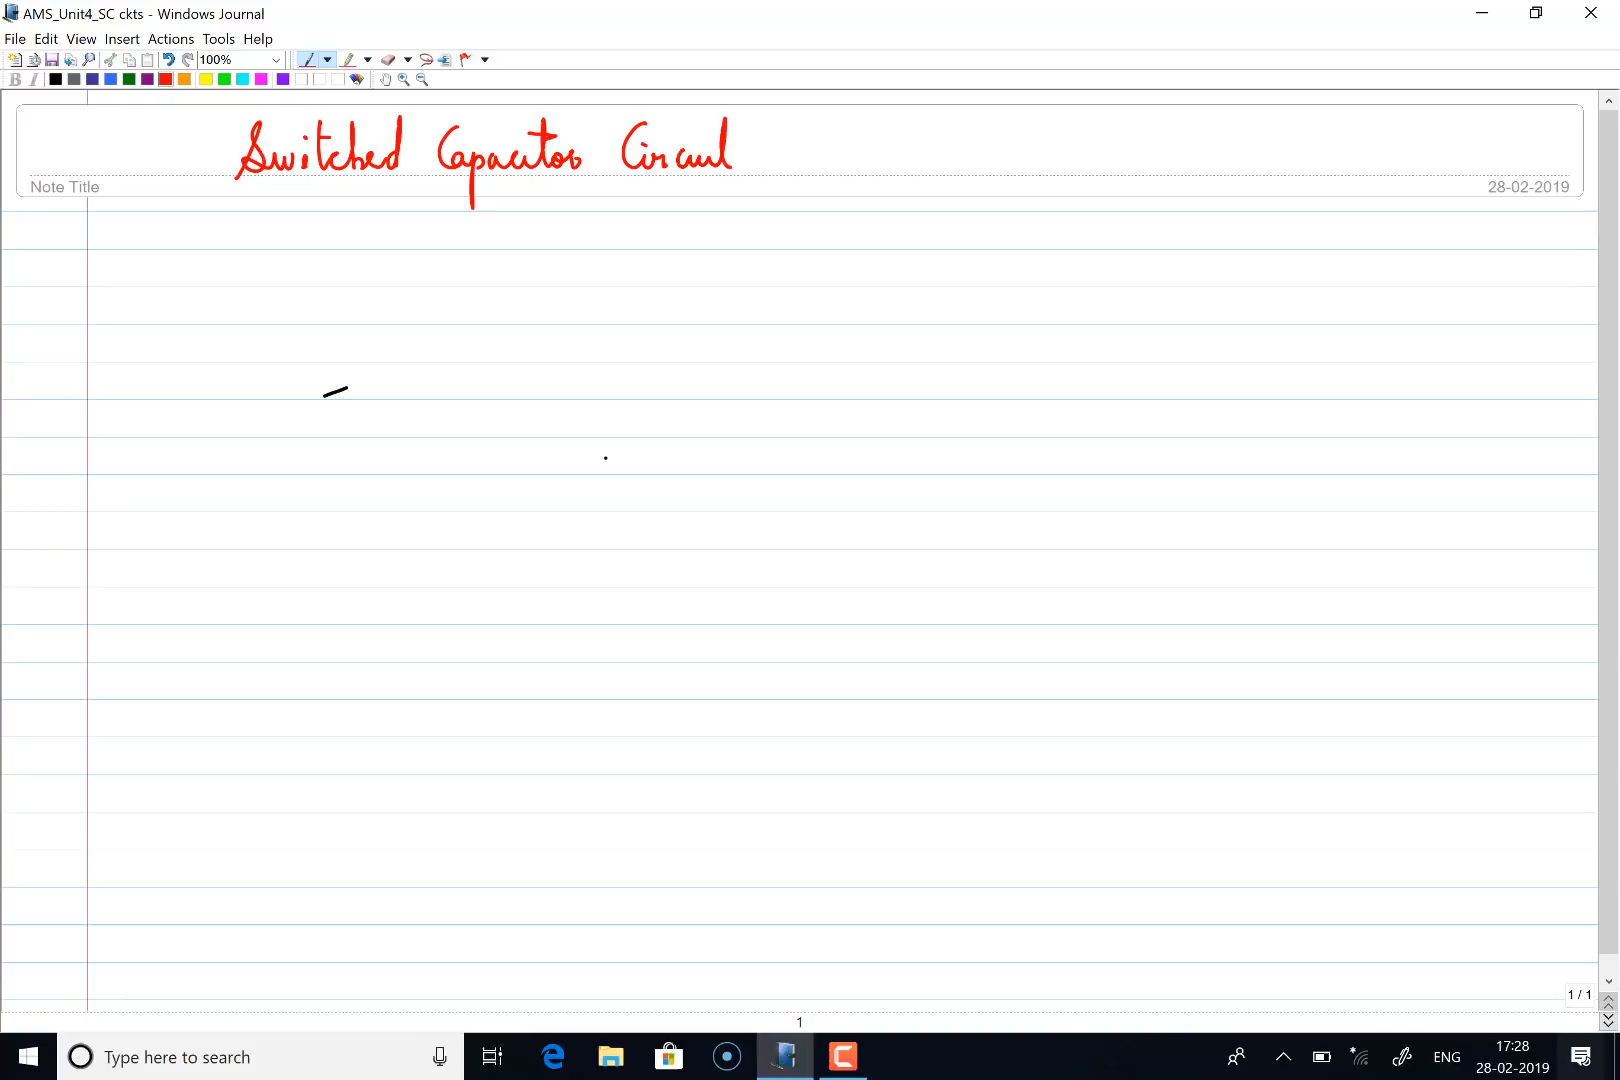 AMS_Unit4_SC ckts - Windows Journal
File Edit View Insert Actions Tools Help
100%
B I
Switched Capacitor Circuit
Note Title
28-02-2019
1 / 1
1
Type here to search
ENG
17:28
28-02-2019